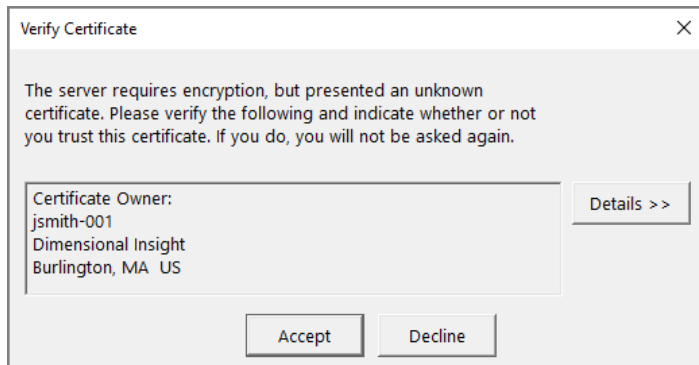 Verify Certificate
The server requires encryption, but presented an unknown
certificate. Please verify the following and indicate whether or not
you trust this certificate. If you do, you will not be asked again.
Certificate Owner:
jsmith-001
Dimensional Insight
Burlington, MA  US
Details >>
Accept
Decline